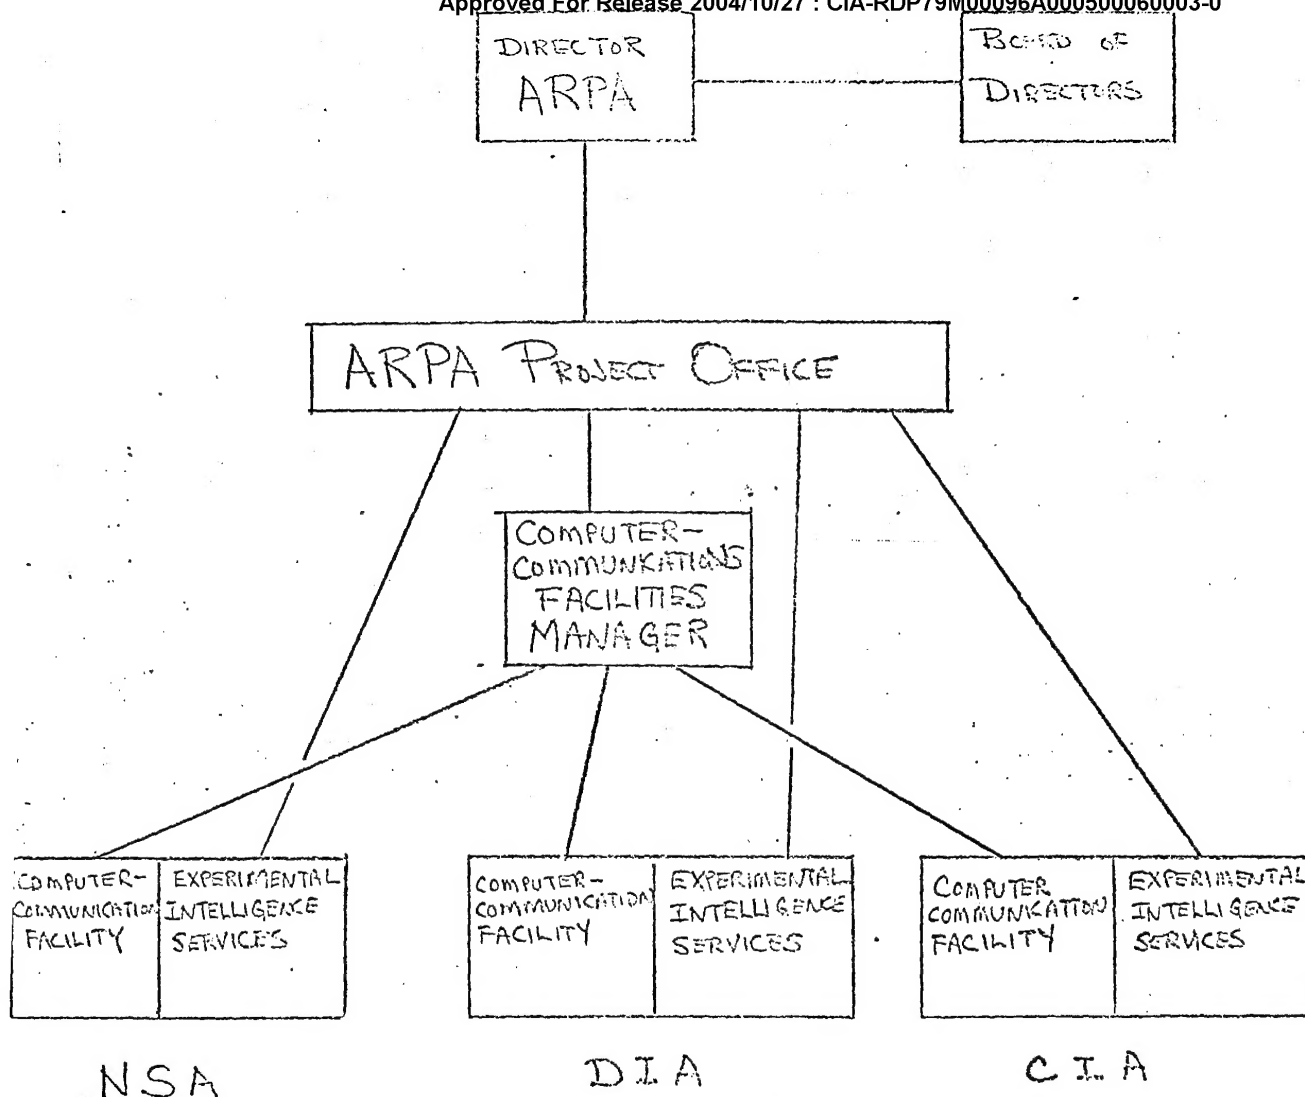 Approved For Release 2004/10/27 : CIA-RDP79M00096A000500060003-0
DIRECTOR
ARPA
BOARD OF
DIRECTORS
ARPA PROJECT OFFICE
COMPUTER-
COMMUNICATIONS
FACILITIES
MANAGER
COMPUTER-
COMMUNICATION
FACILITY
EXPERIMENTAL
INTELLIGENCE
SERVICES
COMPUTER-
COMMUNICATION
FACILITY
EXPERIMENTAL
INTELLIGENCE
SERVICES
COMPUTER
COMMUNICATION
FACILITY
EXPERIMENTAL
INTELLIGENCE
SERVICES
NSA
DIA
CIA